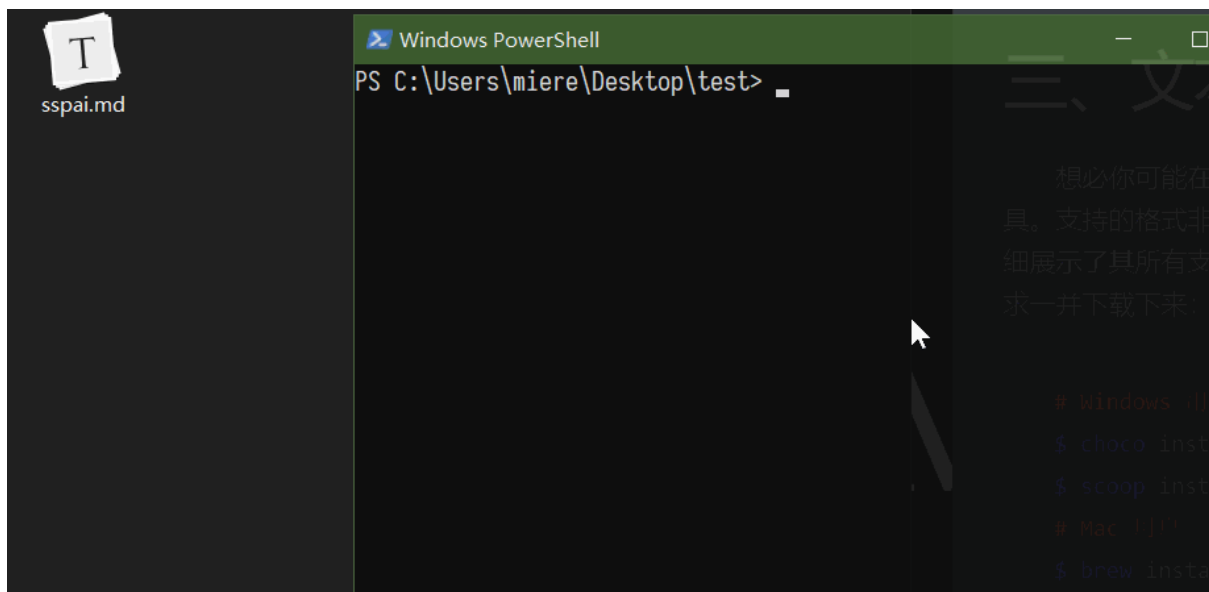 T
sspai.md
Windows PowerShell
PS C:\Users\miere\Desktop\test>
三、文
想必你可能在
具。支持的格式非
细展示了其所有支
求一并下载下来：
# Windows 用
$ choco inst
$ scoop inst
# Mac 用户
$ brew insta